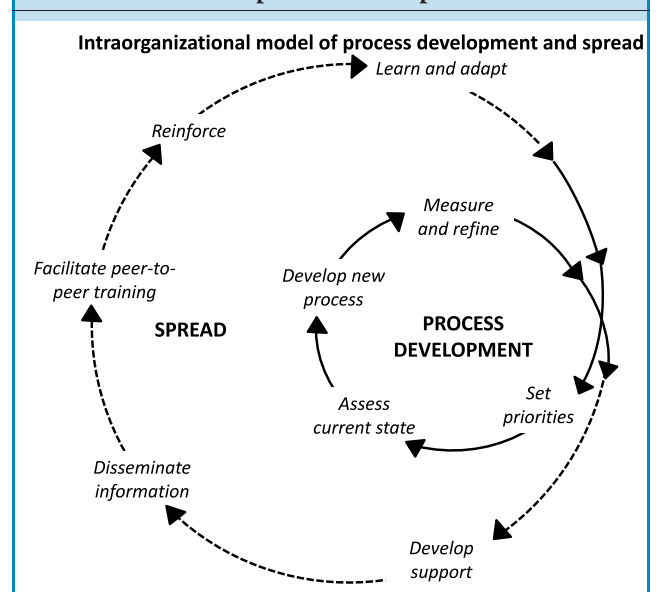 Intraorganizational model of process development and spread
Learn and adapt
Reinforce
Measure
and refine
Facilitate peer-to-
peer training
Develop new
process
SPREAD
PROCESS
DEVELOPMENT
Set
priorities
Assess
current state
Disseminate
information
Develop
support